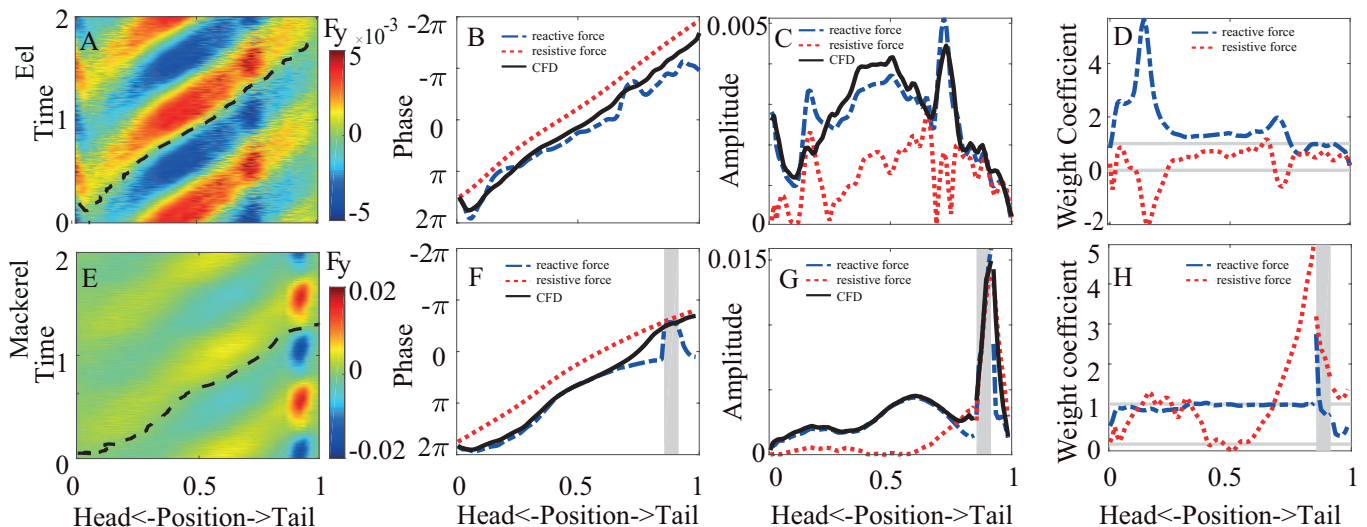 Eel
Time
2
1
0
A
Fy
×10⁻³
5
0
-5
Phase
-2π
-π
0
π
2π
B
reactive force
resistive force
CFD
Amplitude
0.005
0
C
reactive force
resistive force
CFD
Weight Coefficient
4
2
0
-2
D
reactive force
resistive force
Mackerel
Time
2
1
0
E
Fy
0.02
0
-0.02
0 0.5 1
Head<-Position->Tail
Phase
-2π
-π
0
π
2π
F
reactive force
resistive force
CFD
0 0.5 1
Head<-Position->Tail
Amplitude
0.015
0
G
reactive force
resistive force
CFD
0 0.5 1
Head<-Position->Tail
Weight coefficient
5
4
3
2
1
0
H
reactive force
resistive force
0 0.5 1
Head<-Position->Tail